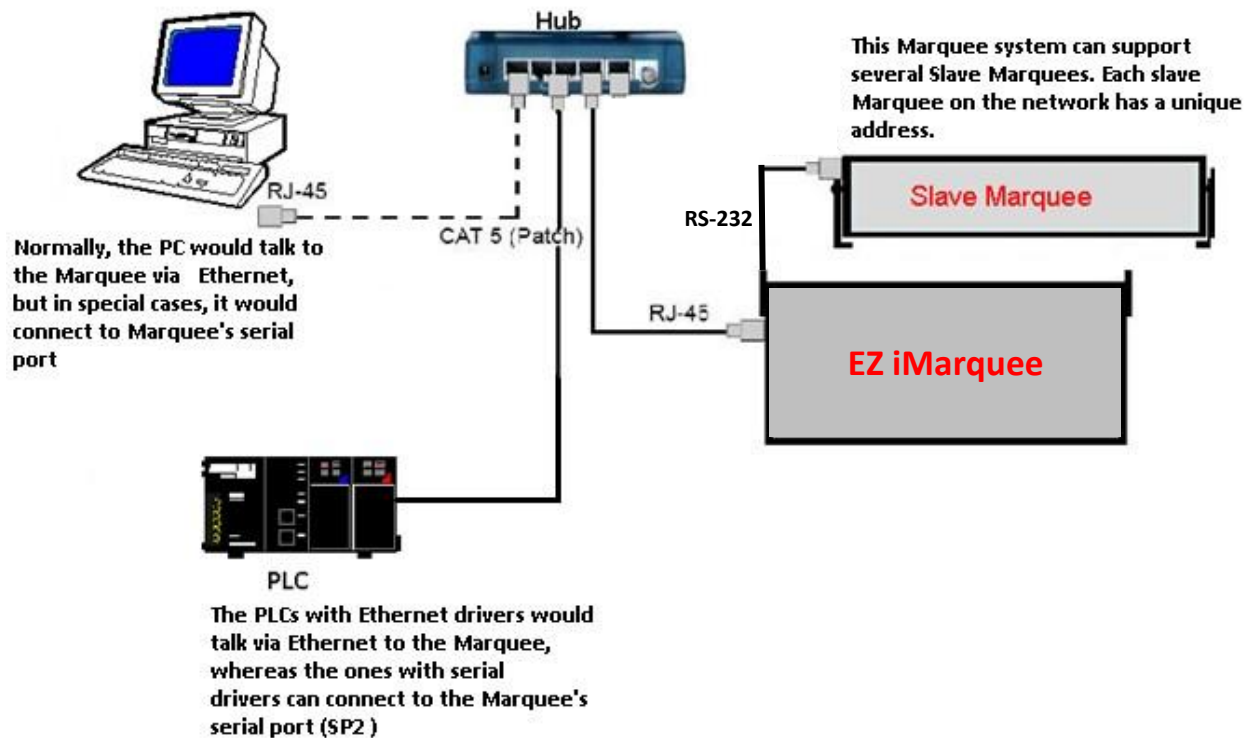 Hub
This Marquee system can support
several Slave Marquees. Each slave
Marquee on the network has a unique
address.
RJ-45
CAT 5 (Patch)
RS-232
Slave Marquee
Normally, the PC would talk to
the Marquee via Ethernet,
but in special cases, it would
connect to Marquee's serial
port
RJ-45
EZ iMarquee
PLC
The PLCs with Ethernet drivers would
talk via Ethernet to the Marquee,
whereas the ones with serial
drivers can connect to the Marquee's
serial port (SP2 )